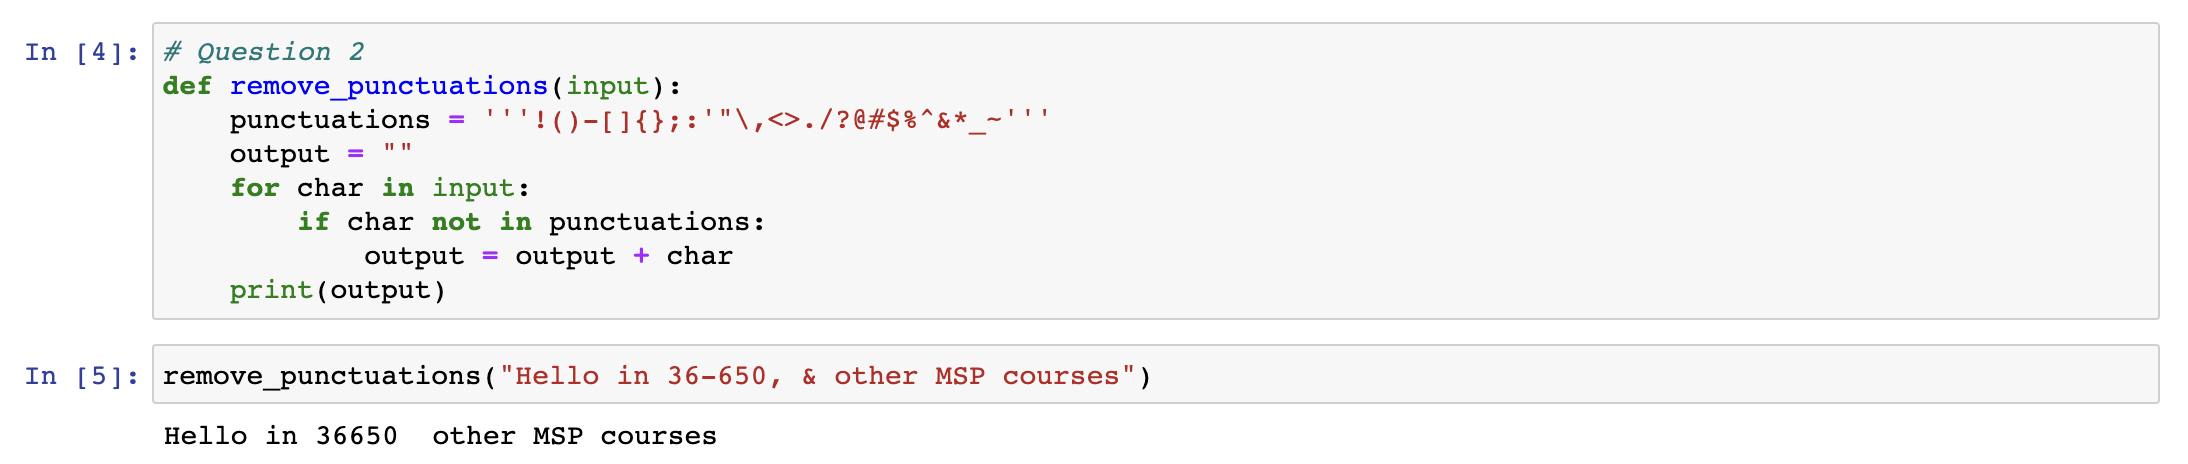 In [4]: # Question 2
def remove_punctuations(input):
    punctuations = '''!()-[]{};:'"\,<>./?@#$%^&*_~'''
    output = ""
    for char in input:
        if char not in punctuations:
            output = output + char
    print(output)
In [5]: remove_punctuations("Hello in 36-650, & other MSP courses")
Hello in 36650  other MSP courses